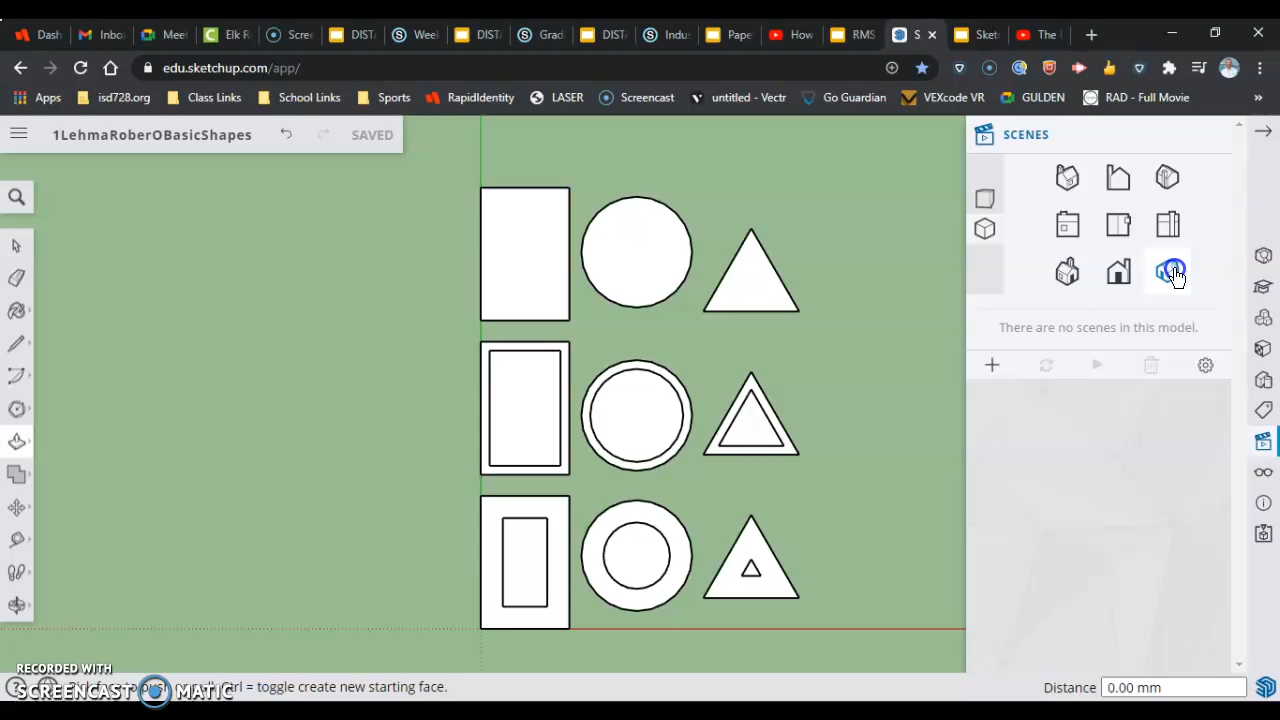 Dash
Inbo
Meet
Elk R
Scre
DIST/
Wee
DIST/
Grad
DIST/
Indu
Pape
How
RMS
S
Sket
The
edu.sketchup.com/app/
Apps
isd728.org
Class Links
School Links
Sports
RapidIdentity
LASER
Screencast
untitled - Vectr
Go Guardian
VEXcode VR
GULDEN
RAD - Full Movie
»
1LehmaRoberOBasicShapes
SAVED
SCENES
There are no scenes in this model.
RECORDED WITH
SCREENCAST MATIC
Ctrl = toggle create new starting face.
Distance
0.00 mm